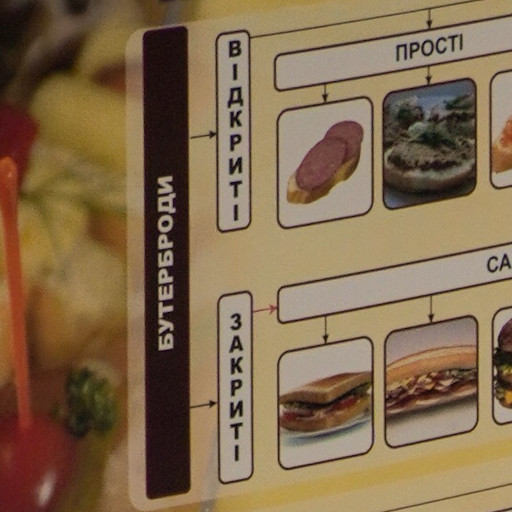 БУТЕРБРОДИ
ВІДКРИТІ
ПРОСТІ
ЗАКРИТІ